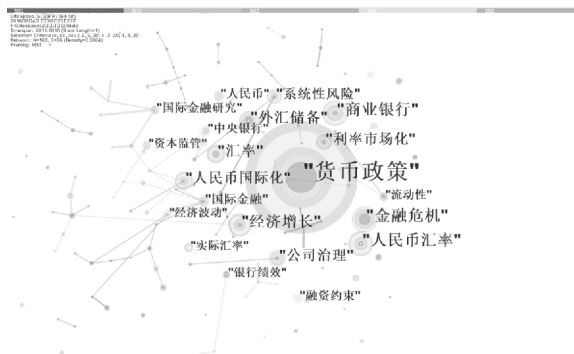 2011
2012
2013
"人民币"
"系统性风险"
"国际金融研究"
"外汇储备"
"商业银行"
"中央银行"
"资本监管"
"利率市场化"
"汇率"
"货币政策"
"人民币国际化"
"流动性"
"国际金融"
"经济波动"
"经济增长"
"金融危机"
"实际汇率"
"人民币汇率"
"公司治理"
"银行绩效"
"融资约束"